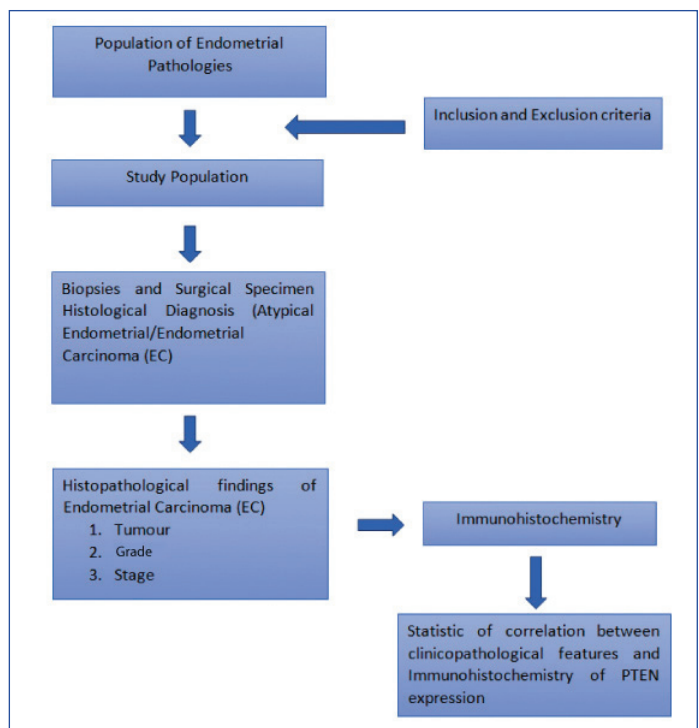 Population of Endometrial
Pathologies
Inclusion and Exclusion criteria
Study Population
Biopsies and Surgical Specimen
Histological Diagnosis (Atypical
Endometrial/Endometrial
Carcinoma (EC)
Histopathological findings of
Endometrial Carcinoma (EC)
1. Tumour
2. Grade
3. Stage
Immunohistochemistry
Statistic of correlation between
clinicopathological features and
Immunohistochemistry of PTEN
expression